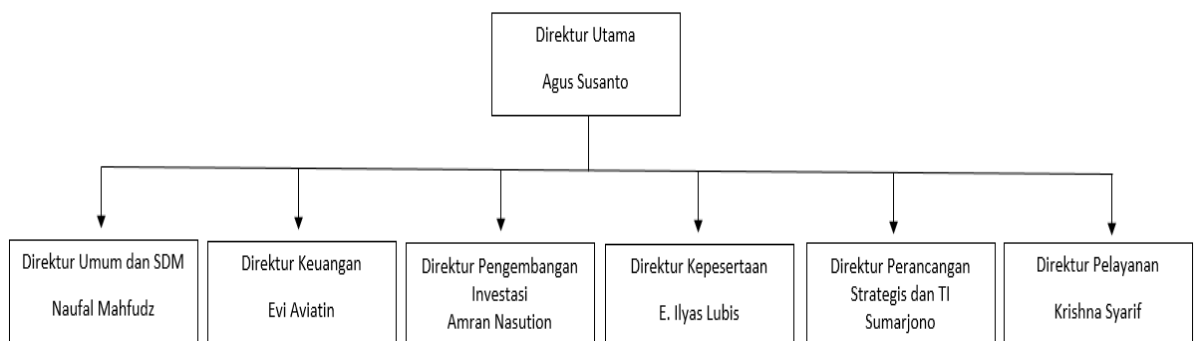 Direktur Utama
Agus Susanto
Direktur Umum dan SDM
Naufal Mahfudz
Direktur Keuangan
Evi Aviatin
Direktur Pengembangan
Investasi
Amran Nasution
Direktur Kepesertaan
E. Ilyas Lubis
Direktur Perancangan
Strategis dan TI
Sumarjono
Direktur Pelayanan
Krishna Syarif